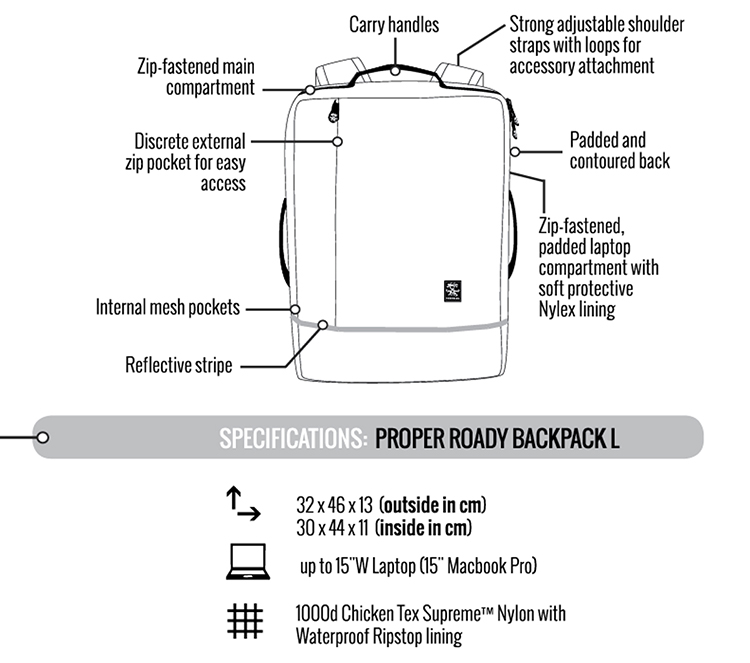 Carry handles
Strong adjustable shoulder
straps with loops for
accessory attachment
Zip-fastened main
compartment
Discrete external
zip pocket for easy
access
Padded and
contoured back
Zip-fastened,
padded laptop
compartment with
soft protective
Nylex lining
Internal mesh pockets
Reflective stripe
SPECIFICATIONS: PROPER ROADY BACKPACK L
32 x 46 x 13 (outside in cm)
30 x 44 x 11 (inside in cm)
up to 15"W Laptop (15" Macbook Pro)
1000d Chicken Tex Supreme™ Nylon with
Waterproof Ripstop lining